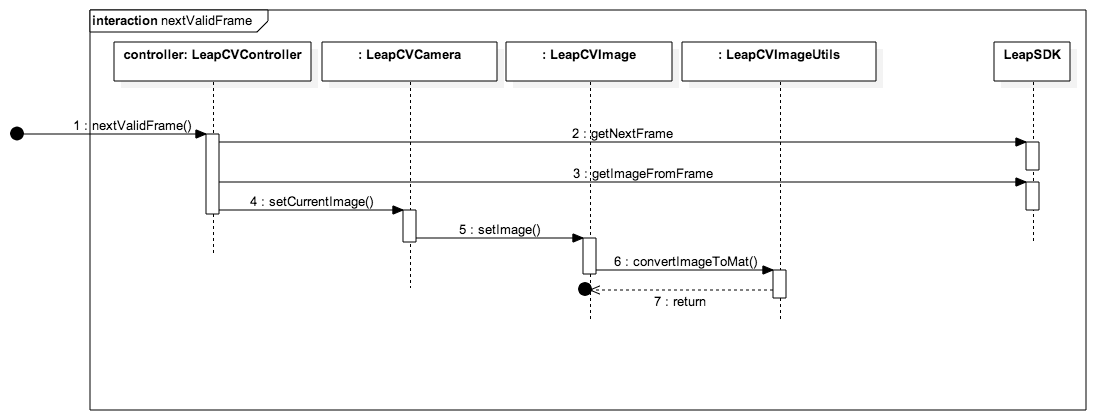 interaction nextValidFrame
controller: LeapCVController
: LeapCVCamera
: LeapCVImage
: LeapCVImageUtils
LeapSDK
1 : nextValidFrame()
2 : getNextFrame
3 : getImageFromFrame
4 : setCurrentImage()
5 : setImage()
6 : convertImageToMat()
7 : return